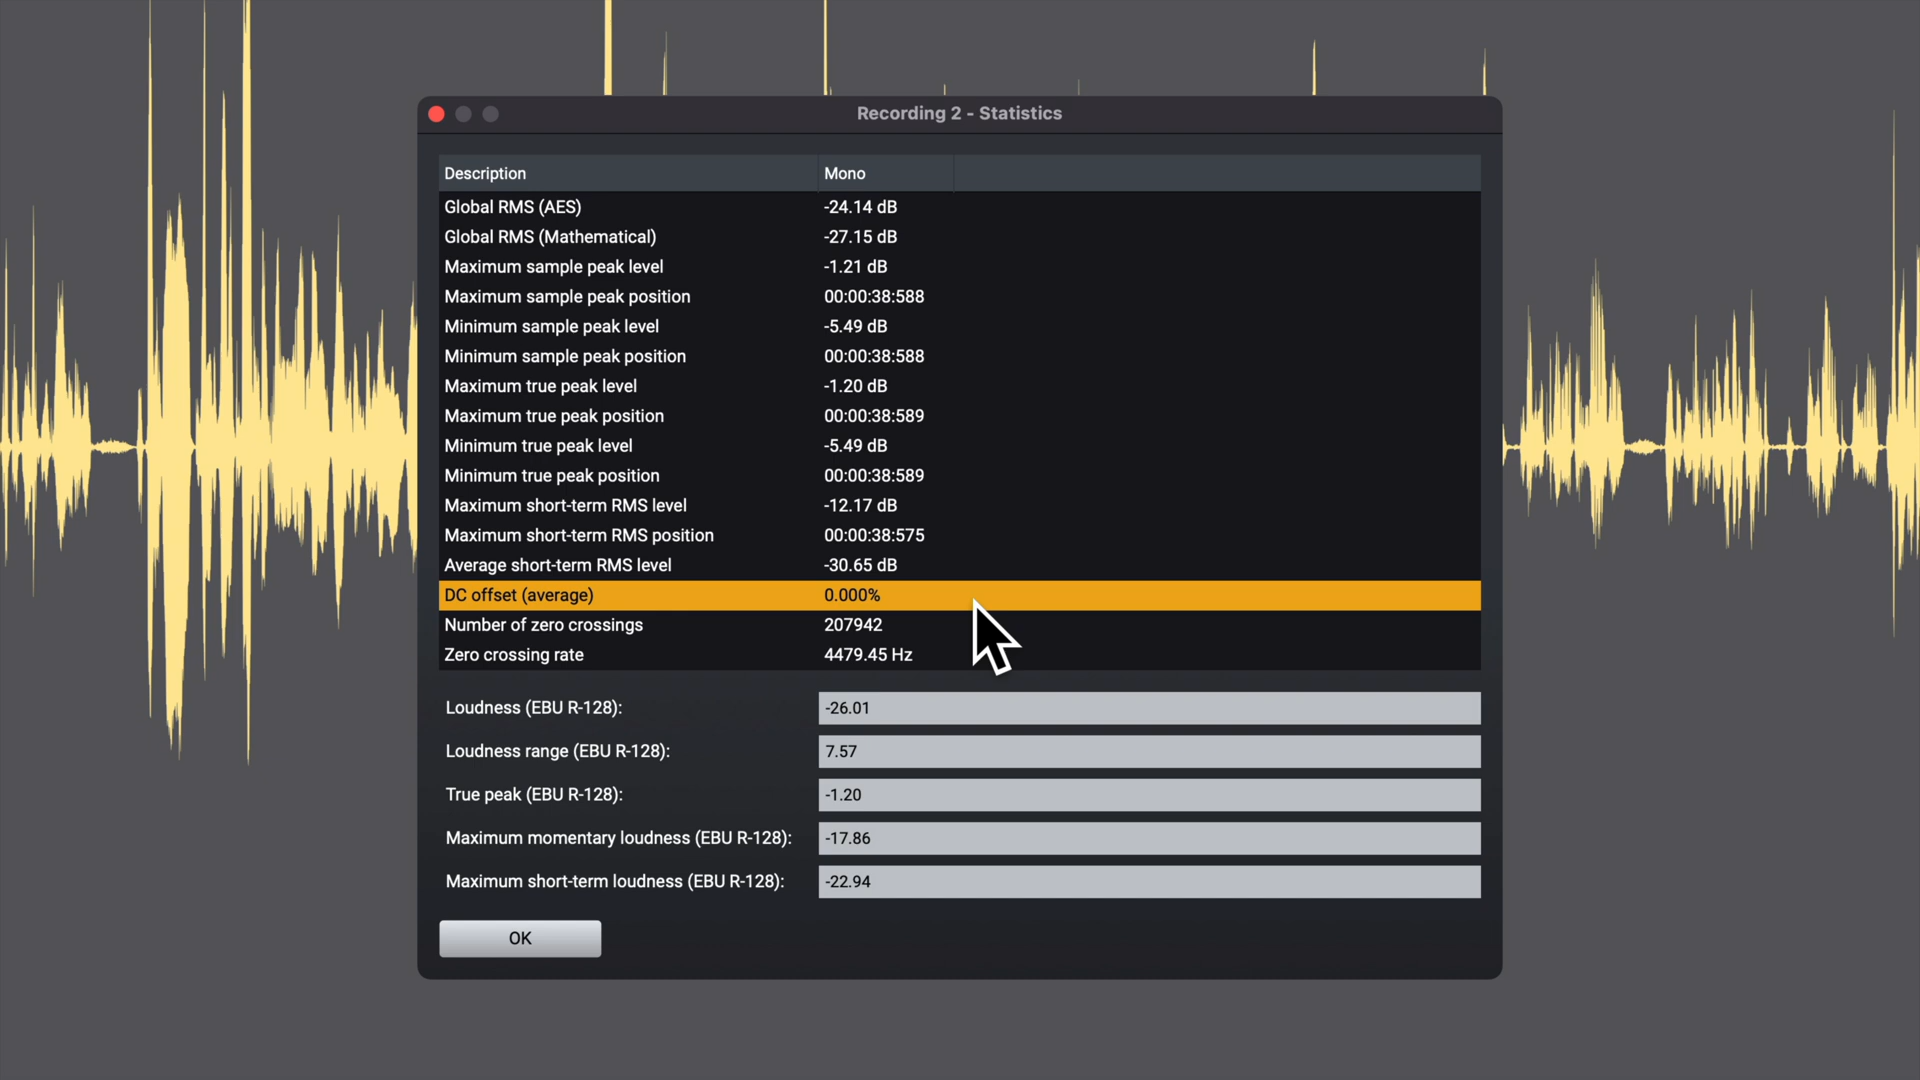 Recording 2 - Statistics
Description Mono
Global RMS (AES) -24.14 dB
Global RMS (Mathematical) -27.15 dB
Maximum sample peak level -1.21 dB
Maximum sample peak position 00:00:38:588
Minimum sample peak level -5.49 dB
Minimum sample peak position 00:00:38:588
Maximum true peak level -1.20 dB
Maximum true peak position 00:00:38:589
Minimum true peak level -5.49 dB
Minimum true peak position 00:00:38:589
Maximum short-term RMS level -12.17 dB
Maximum short-term RMS position 00:00:38:575
Average short-term RMS level -30.65 dB
DC offset (average) 0.000%
Number of zero crossings 207942
Zero crossing rate 4479.45 Hz
Loudness (EBU R-128): -26.01
Loudness range (EBU R-128): 7.57
True peak (EBU R-128): -1.20
Maximum momentary loudness (EBU R-128): -17.86
Maximum short-term loudness (EBU R-128): -22.94
OK